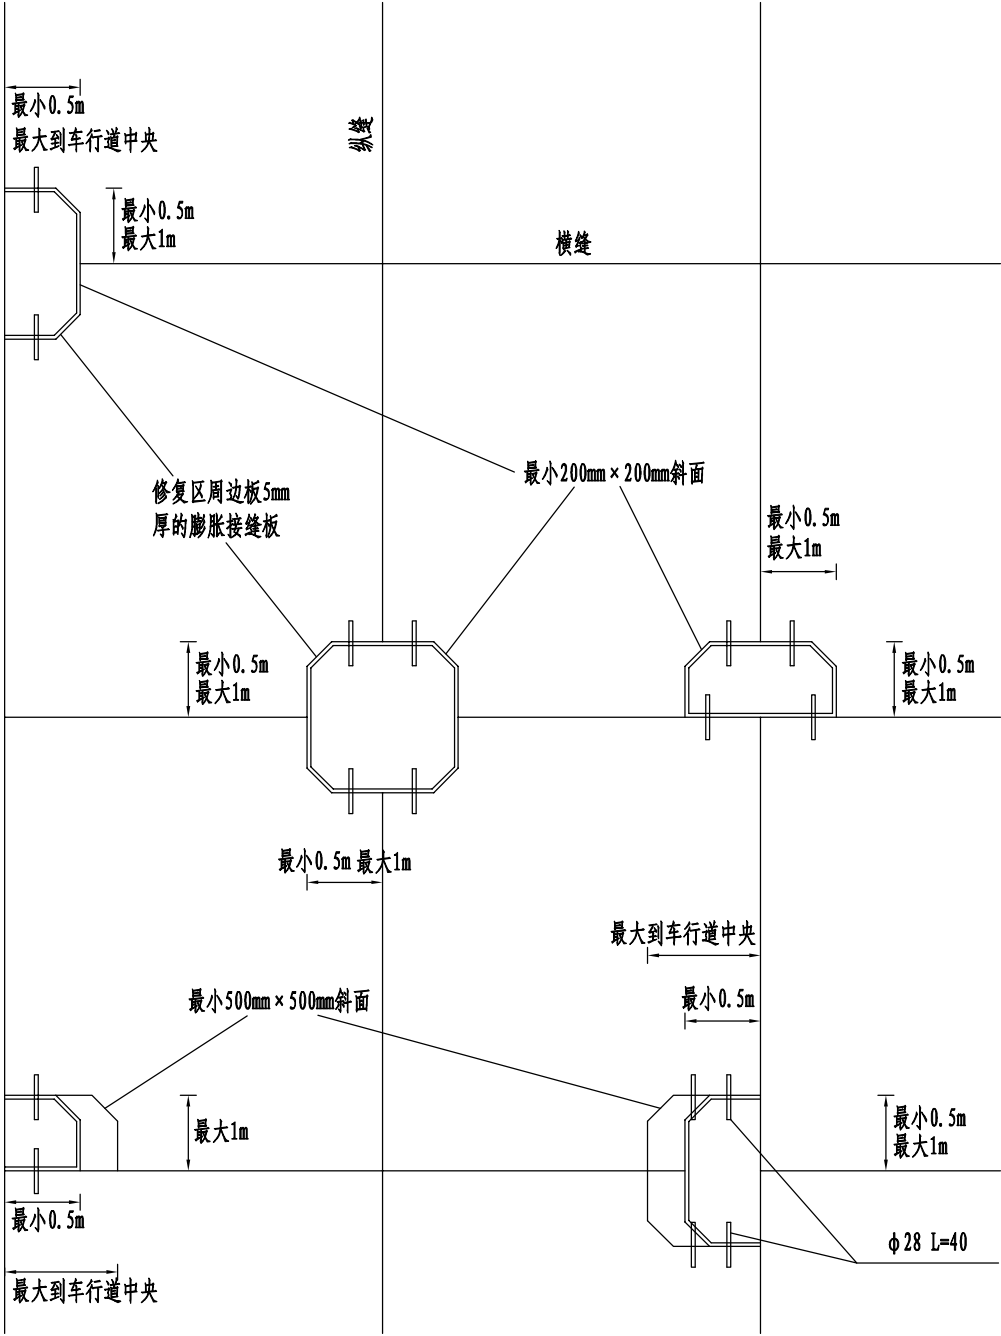 最小0.5m
最大到车行道中央
纵缝
最小0.5m
最大1m
横缝
最小200mm×200mm斜面
修复区周边板5mm
厚的膨胀接缝板
最小0.5m
最大1m
最小0.5m
最大1m
最小0.5m
最大1m
最小0.5m 最大1m
最大到车行道中央
最小500mm×500mm斜面
最小0.5m
最大1m
最小0.5m
最大1m
最小0.5m
ϕ28 L=40
最大到车行道中央